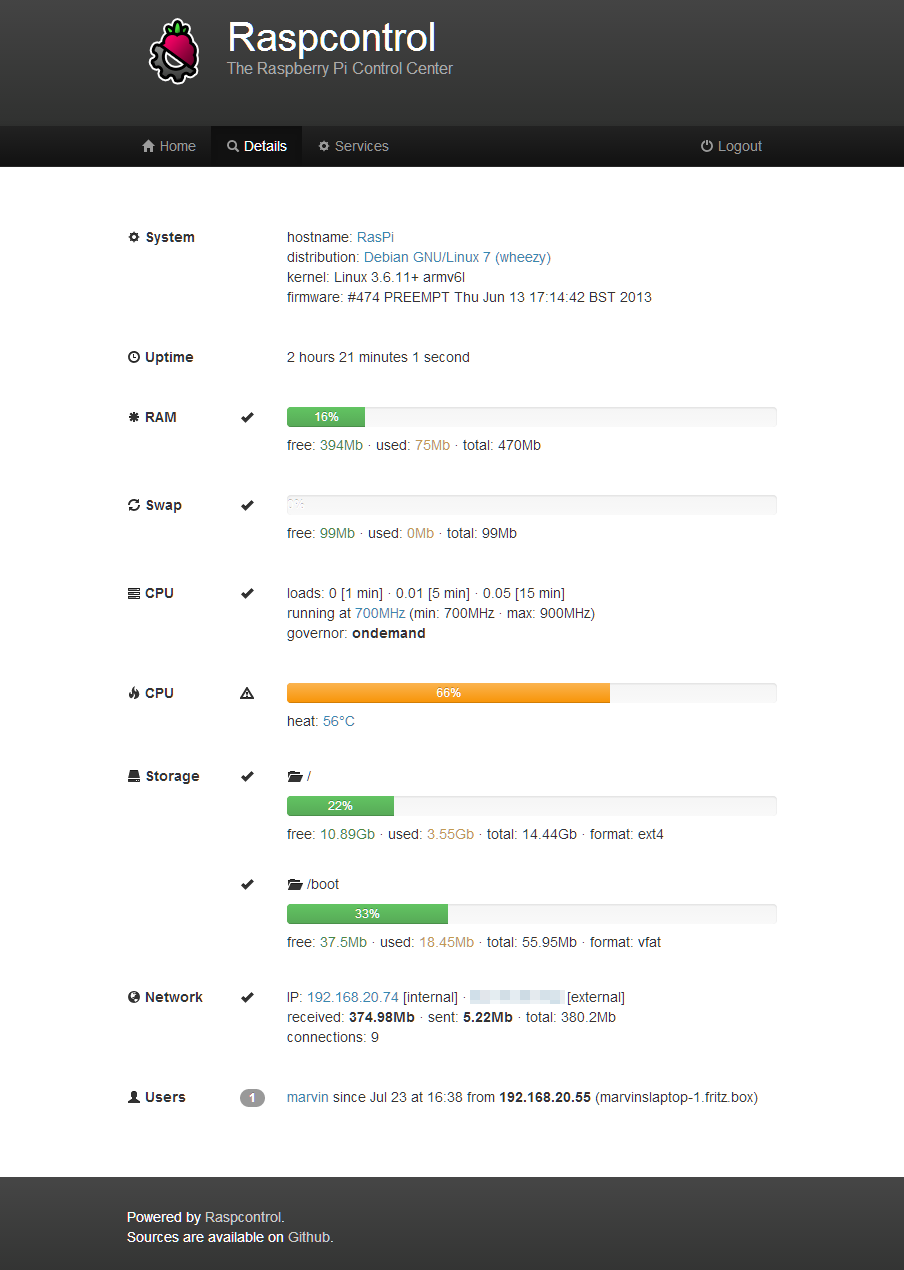 Raspcontrol
The Raspberry Pi Control Center
Home Details Services Logout
System
hostname: RasPi
distribution: Debian GNU/Linux 7 (wheezy)
kernel: Linux 3.6.11+ armv6l
firmware: #474 PREEMPT Thu Jun 13 17:14:42 BST 2013
Uptime 2 hours 21 minutes 1 second
RAM 16%
free: 394Mb · used: 75Mb · total: 470Mb
Swap
free: 99Mb · used: 0Mb · total: 99Mb
CPU loads: 0 [1 min] · 0.01 [5 min] · 0.05 [15 min]
running at 700MHz (min: 700MHz · max: 900MHz)
governor: ondemand
CPU 66%
heat: 56°C
Storage /
22%
free: 10.89Gb · used: 3.55Gb · total: 14.44Gb · format: ext4
/boot
33%
free: 37.5Mb · used: 18.45Mb · total: 55.95Mb · format: vfat
Network IP: 192.168.20.74 [internal] · [external]
received: 374.98Mb · sent: 5.22Mb · total: 380.2Mb
connections: 9
Users 1 marvin since Jul 23 at 16:38 from 192.168.20.55 (marvinslaptop-1.fritz.box)
Powered by Raspcontrol.
Sources are available on Github.